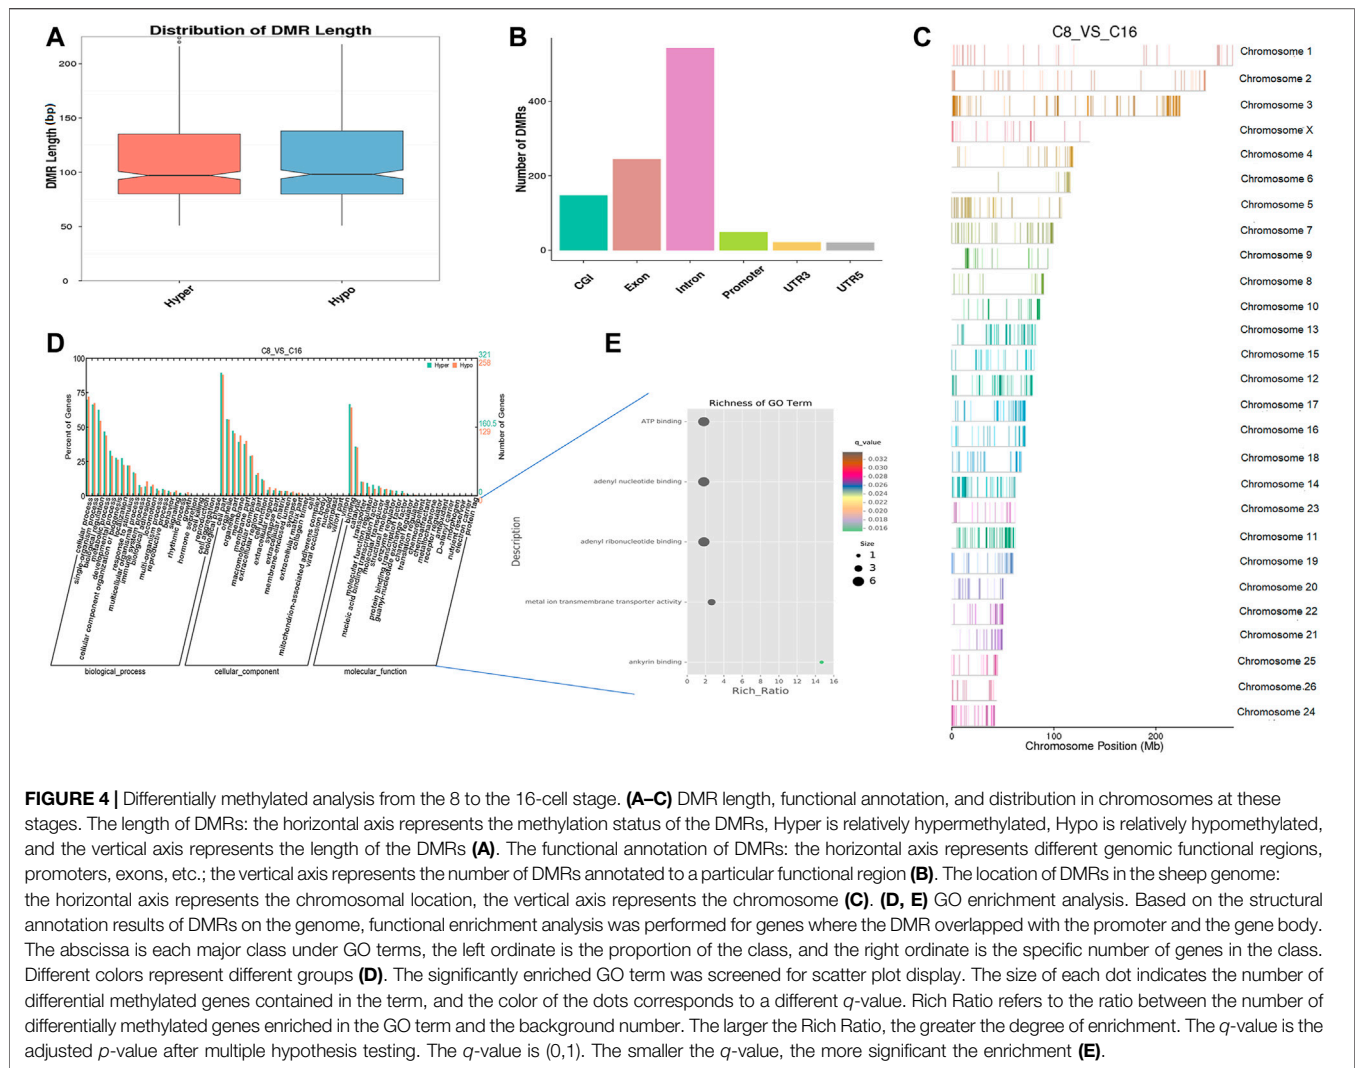 A
Distribution of DMR Length
DMR Length (bp)
200
150
100
50
0
Hyper
Hypo
B
Number of DMRs
400
200
0
CGI
Exon
Intron
Promoter
UTR3
UTR5
C
C8_VS_C16
Chromosome 1
Chromosome 2
Chromosome 3
Chromosome X
Chromosome 4
Chromosome 6
Chromosome 5
Chromosome 7
Chromosome 9
Chromosome 8
Chromosome 10
Chromosome 13
Chromosome 15
Chromosome 12
Chromosome 17
Chromosome 16
Chromosome 18
Chromosome 14
Chromosome 23
Chromosome 11
Chromosome 19
Chromosome 20
Chromosome 22
Chromosome 21
Chromosome 25
Chromosome 26
Chromosome 24
0
100
200
Chromosome Position (Mb)
D
C8_VS_C16
Hyper
Hypo
Percent of Genes
100
75
50
25
0
321
258
160.5
129
0
Number of Genes
biological_process
cellular_component
molecular_function
E
Richness of GO Term
Description
ATP binding
adenyl nucleotide binding
adenyl ribonucleotide binding
metal ion transmembrane transporter activity
ankyrin binding
0 2 4 6 8 10 12 14 16
Rich_Ratio
q_value
0.032
0.030
0.028
0.026
0.024
0.022
0.020
0.018
0.016
Size
1
3
6
FIGURE 4 | Differentially methylated analysis from the 8 to the 16-cell stage. (A–C) DMR length, functional annotation, and distribution in chromosomes at these
stages. The length of DMRs: the horizontal axis represents the methylation status of the DMRs, Hyper is relatively hypermethylated, Hypo is relatively hypomethylated,
and the vertical axis represents the length of the DMRs (A). The functional annotation of DMRs: the horizontal axis represents different genomic functional regions,
promoters, exons, etc.; the vertical axis represents the number of DMRs annotated to a particular functional region (B). The location of DMRs in the sheep genome:
the horizontal axis represents the chromosomal location, the vertical axis represents the chromosome (C). (D, E) GO enrichment analysis. Based on the structural
annotation results of DMRs on the genome, functional enrichment analysis was performed for genes where the DMR overlapped with the promoter and the gene body.
The abscissa is each major class under GO terms, the left ordinate is the proportion of the class, and the right ordinate is the specific number of genes in the class.
Different colors represent different groups (D). The significantly enriched GO term was screened for scatter plot display. The size of each dot indicates the number of
differential methylated genes contained in the term, and the color of the dots corresponds to a different q-value. Rich Ratio refers to the ratio between the number of
differentially methylated genes enriched in the GO term and the background number. The larger the Rich Ratio, the greater the degree of enrichment. The q-value is the
adjusted p-value after multiple hypothesis testing. The q-value is (0,1). The smaller the q-value, the more significant the enrichment (E).